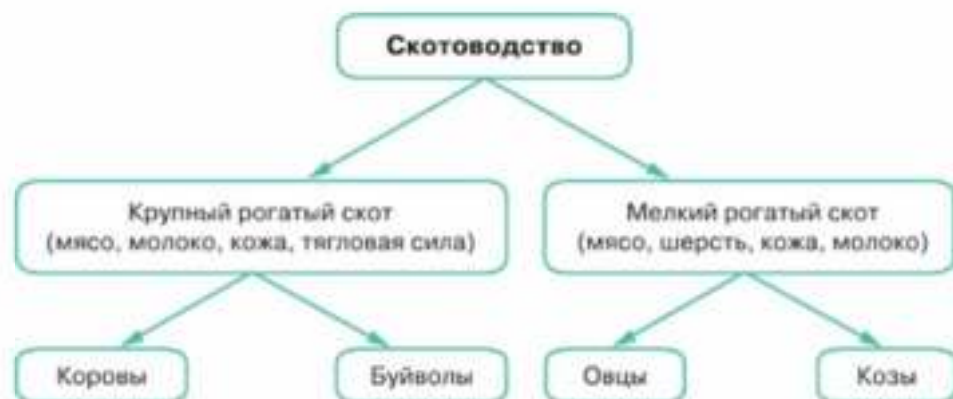 Скотоводство
Крупный рогатый скот
(мясо, молоко, кожа, тягловая сила)
Мелкий рогатый скот
(мясо, шерсть, кожа, молоко)
Коровы
Буйволы
Овцы
Козы